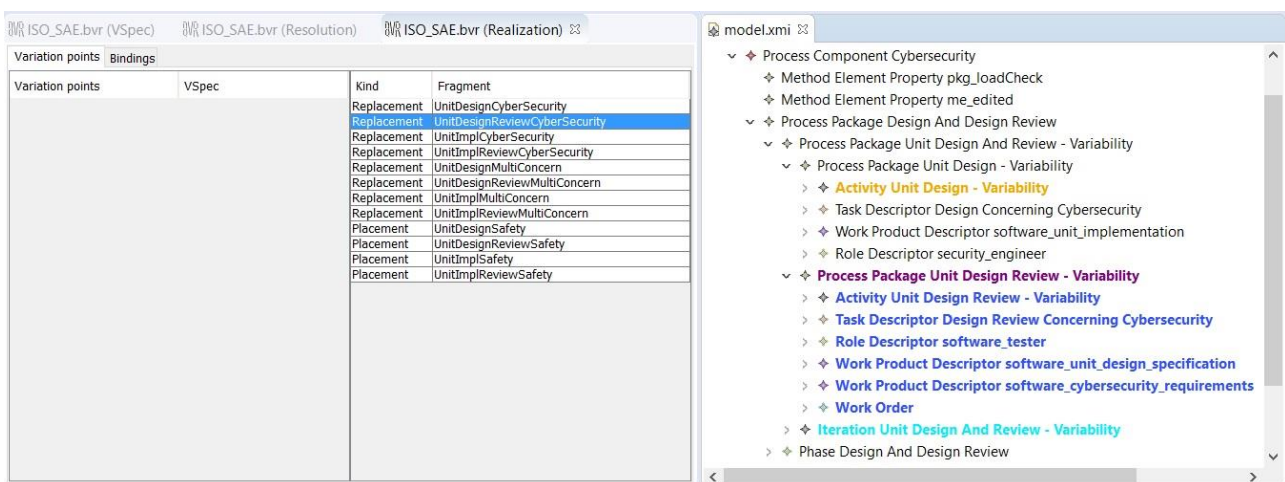 ISO_SAE.bvr (VSpec) ISO_SAE.bvr (Resolution) ISO_SAE.bvr (Realization)
Variation points Bindings
Variation points VSpec
Kind Fragment
Replacement UnitDesignCyberSecurity
Replacement UnitDesignReviewCyberSecurity
Replacement UnitImplCyberSecurity
Replacement UnitImplReviewCyberSecurity
Replacement UnitDesignMultiConcern
Replacement UnitDesignReviewMultiConcern
Replacement UnitImplMultiConcern
Replacement UnitImplReviewMultiConcern
Placement UnitDesignSafety
Placement UnitDesignReviewSafety
Placement UnitImplSafety
Placement UnitImplReviewSafety
model.xmi
Process Component Cybersecurity
Method Element Property pkg_loadCheck
Method Element Property me_edited
Process Package Design And Design Review
Process Package Unit Design And Review - Variability
Process Package Unit Design - Variability
Activity Unit Design - Variability
Task Descriptor Design Concerning Cybersecurity
Work Product Descriptor software_unit_implementation
Role Descriptor security_engineer
Process Package Unit Design Review - Variability
Activity Unit Design Review - Variability
Task Descriptor Design Review Concerning Cybersecurity
Role Descriptor software_tester
Work Product Descriptor software_unit_design_specification
Work Product Descriptor software_cybersecurity_requirements
Work Order
Iteration Unit Design And Review - Variability
Phase Design And Design Review